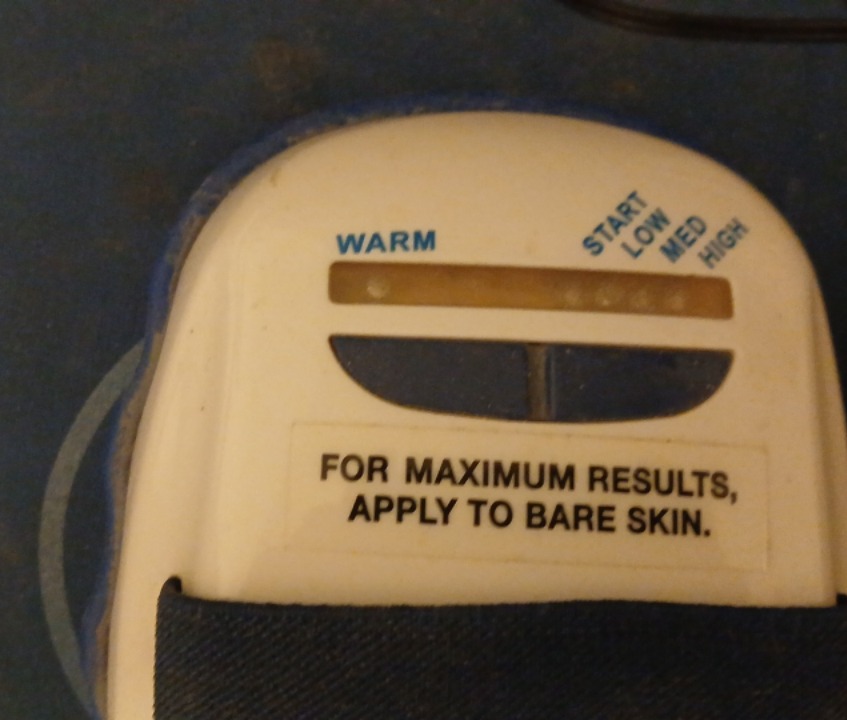 WARM
START
LOW
MED
HIGH
FOR MAXIMUM RESULTS,
APPLY TO BARE SKIN.